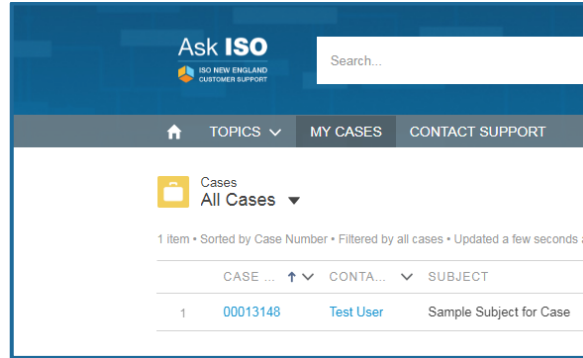 Ask ISO
ISO NEW ENGLAND
CUSTOMER SUPPORT
Search...
TOPICS MY CASES CONTACT SUPPORT
Cases
All Cases
1 item • Sorted by Case Number • Filtered by all cases • Updated a few seconds
CASE ... CONTA... SUBJECT
1 00013148 Test User Sample Subject for Case